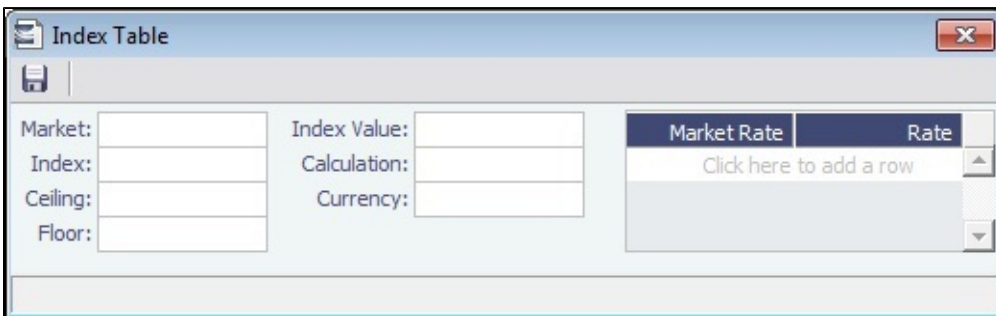 Index Table
Market:
Index Value:
Market Rate
Rate
Index:
Calculation:
Click here to add a row
Ceiling:
Currency:
Floor: